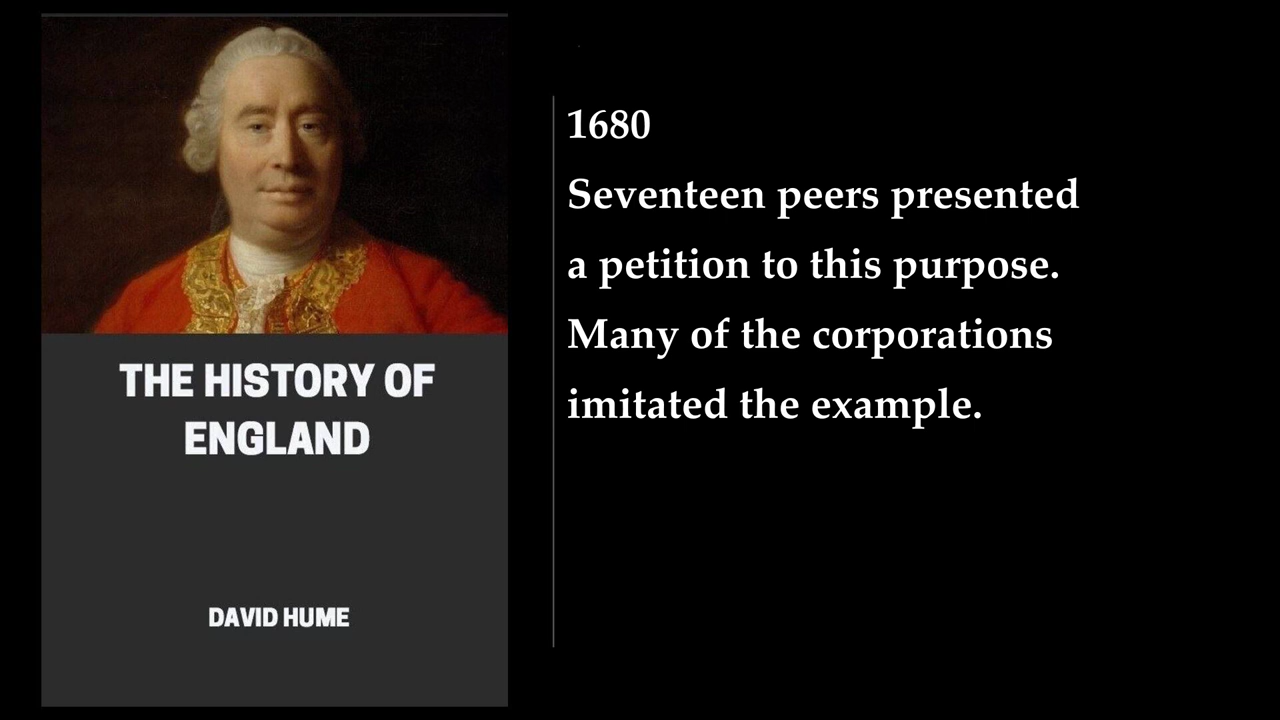 THE HISTORY OF
ENGLAND
DAVID HUME
1680
Seventeen peers presented
a petition to this purpose.
Many of the corporations
imitated the example.